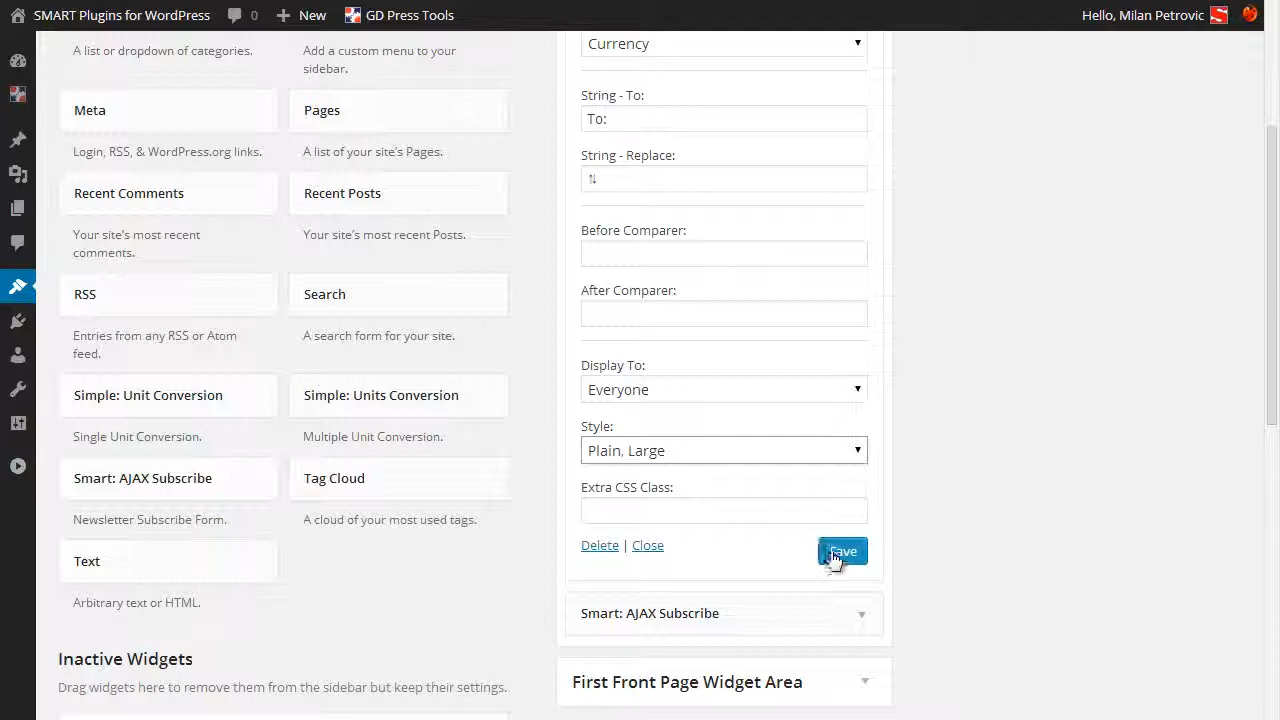 SMART Plugins for WordPress 0 New GD Press Tools Hello, Milan Petrovic
A list or dropdown of categories.
Add a custom menu to your
sidebar.
Meta
Login, RSS, & WordPress.org links.
Pages
A list of your site's Pages.
Recent Comments
Your site's most recent
comments.
Recent Posts
Your site's most recent Posts.
RSS
Entries from any RSS or Atom
feed.
Search
A search form for your site.
Simple: Unit Conversion
Single Unit Conversion.
Simple: Units Conversion
Multiple Unit Conversion.
Smart: AJAX Subscribe
Newsletter Subscribe Form.
Tag Cloud
A cloud of your most used tags.
Text
Arbitrary text or HTML.
Inactive Widgets
Drag widgets here to remove them from the sidebar but keep their settings.
Currency
String - To:
To:
String - Replace:
⇅
Before Comparer:
After Comparer:
Display To:
Everyone
Style:
Plain, Large
Extra CSS Class:
Delete | Close
Save
Smart: AJAX Subscribe
First Front Page Widget Area